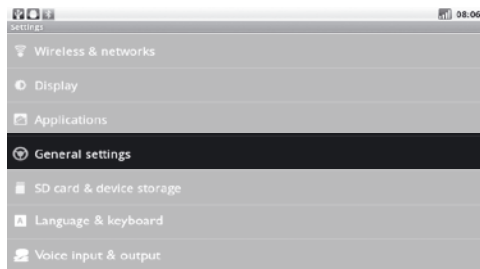 08:06
Settings
Wireless & networks
Display
Applications
General settings
SD card & device storage
Language & keyboard
Voice input & output